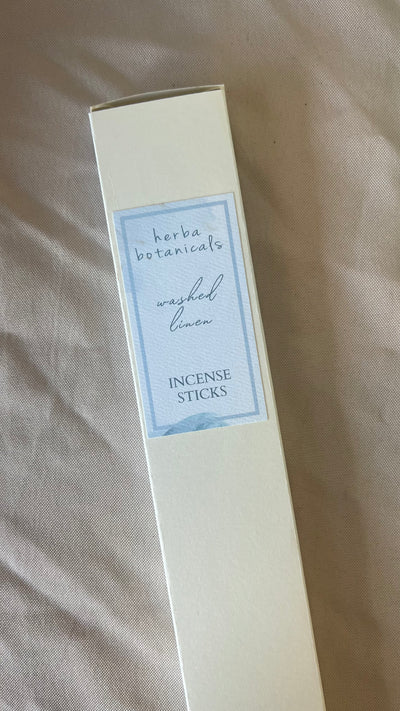 herba
botanicals
washed
linen
INCENSE
STICKS